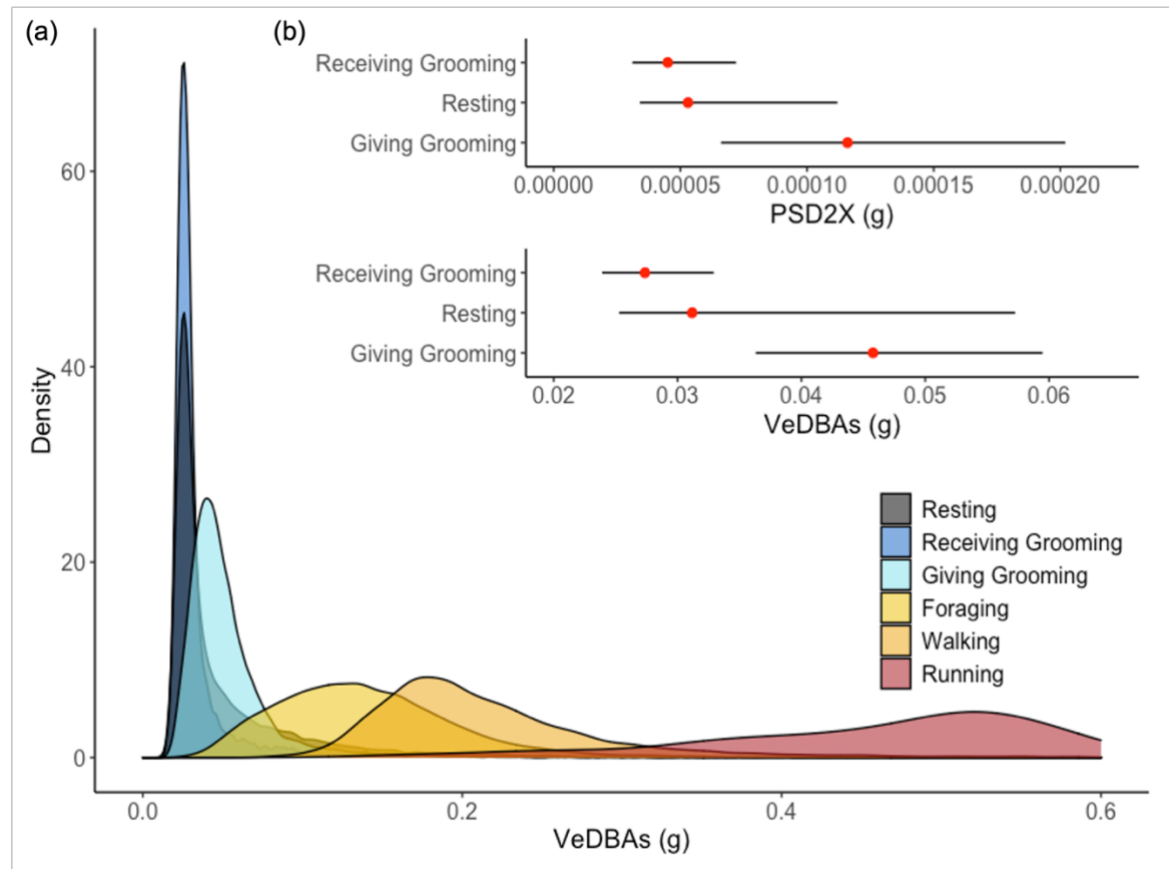 (a)
(b)
Receiving Grooming
Resting
Giving Grooming
0.00000 0.00005 0.00010 0.00015 0.00020
PSD2X (g)
Receiving Grooming
Resting
Giving Grooming
0.02 0.03 0.04 0.05 0.06
VeDBAs (g)
Density
60
40
20
0
Resting
Receiving Grooming
Giving Grooming
Foraging
Walking
Running
0.0 0.2 0.4 0.6
VeDBAs (g)